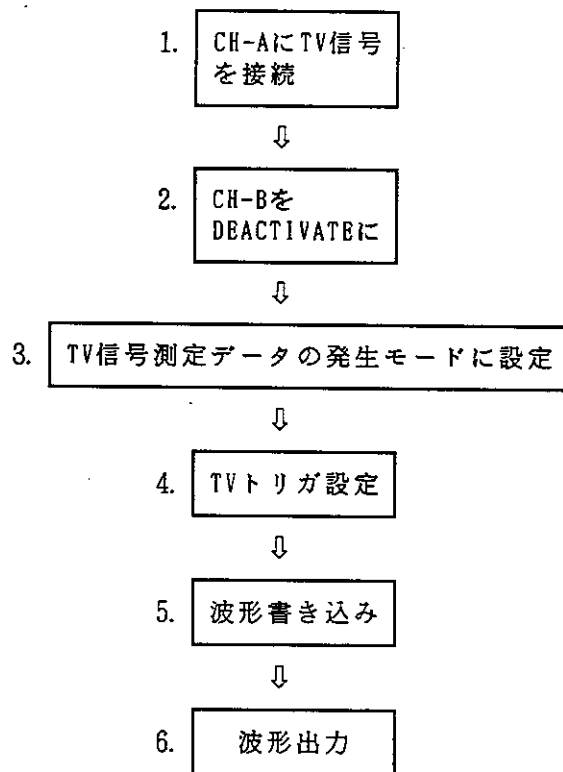 1. CH-AにTV信号
を接続
⇩
2. CH-Bを
DEACTIVATEに
⇩
3. TV信号測定データの発生モードに設定
⇩
4. TVトリガ設定
⇩
5. 波形書き込み
⇩
6. 波形出力